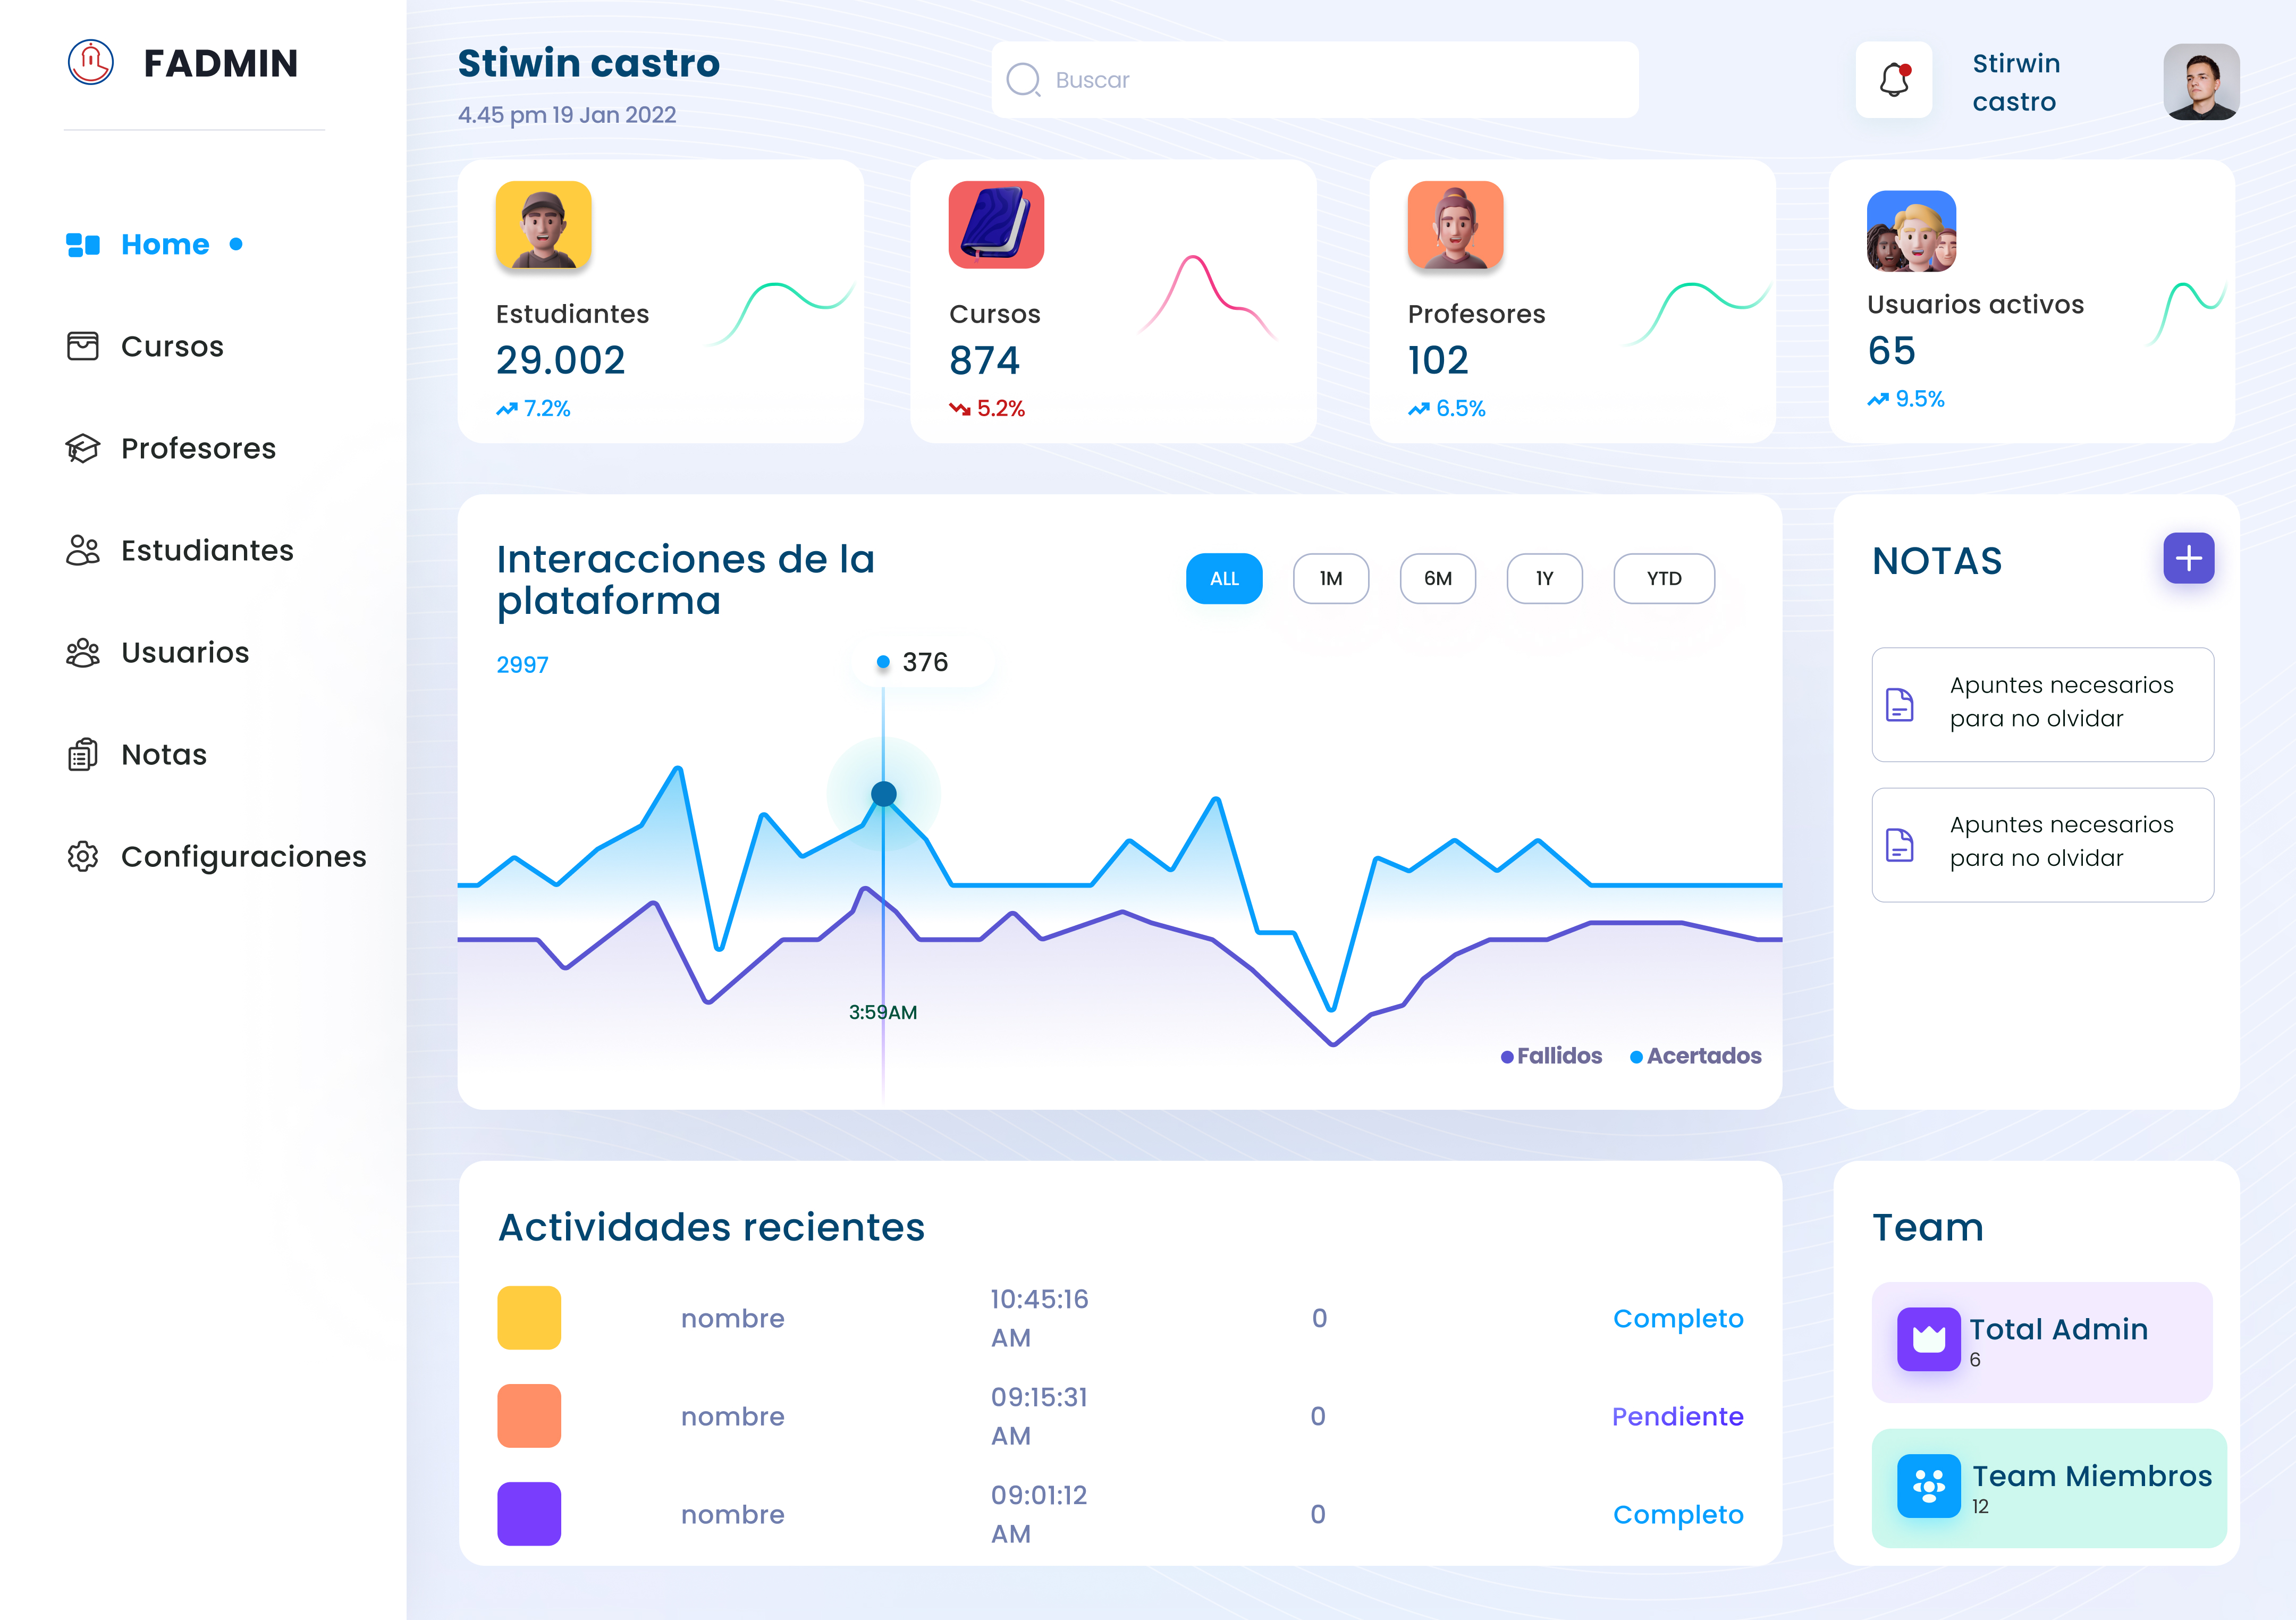 FADMIN
Home
Cursos
Profesores
Estudiantes
Usuarios
Notas
Configuraciones
Stiwin castro
4.45 pm 19 Jan 2022
Buscar
Stirwin
castro
Estudiantes
29.002
7.2%
Cursos
874
5.2%
Profesores
102
6.5%
Usuarios activos
65
9.5%
Interacciones de la
plataforma
2997
ALL 1M 6M 1Y YTD
376
3:59AM
Fallidos Acertados
NOTAS
Apuntes necesarios
para no olvidar
Apuntes necesarios
para no olvidar
Actividades recientes
nombre 10:45:16 AM 0 Completo
nombre 09:15:31 AM 0 Pendiente
nombre 09:01:12 AM 0 Completo
Team
Total Admin
6
Team Miembros
12